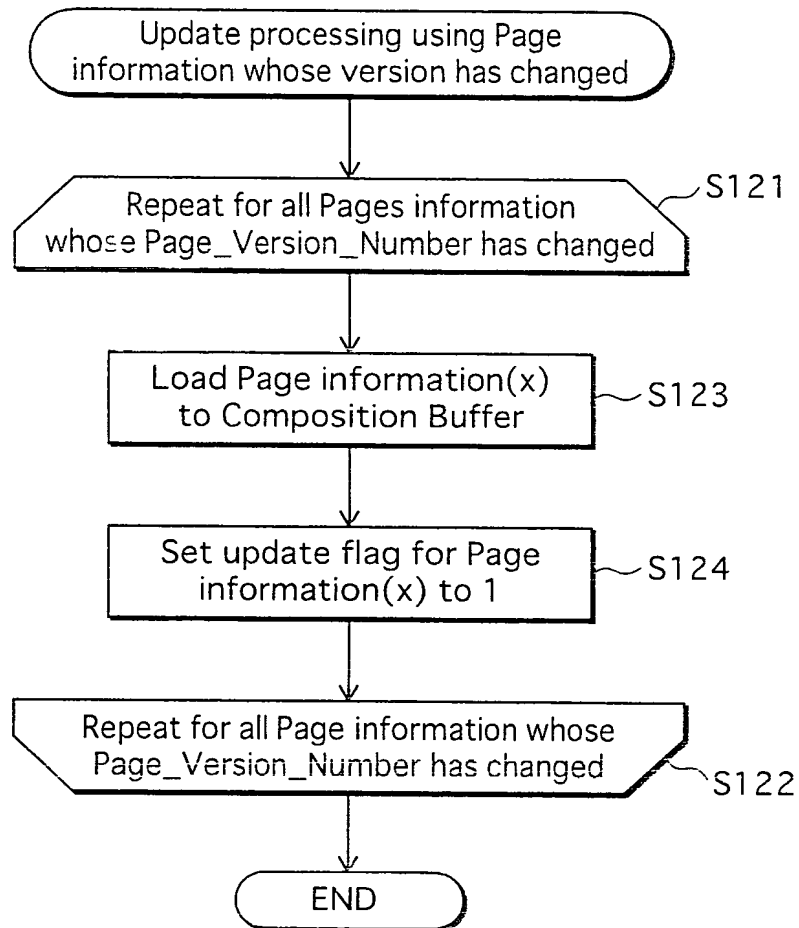 Update processing using Page
information whose version has changed
S121
Repeat for all Pages information
whose Page_Version_Number has changed
Load Page information(x)
to Composition Buffer
S123
Set update flag for Page
information(x) to 1
S124
Repeat for all Page information whose
Page_Version_Number has changed
S122
END